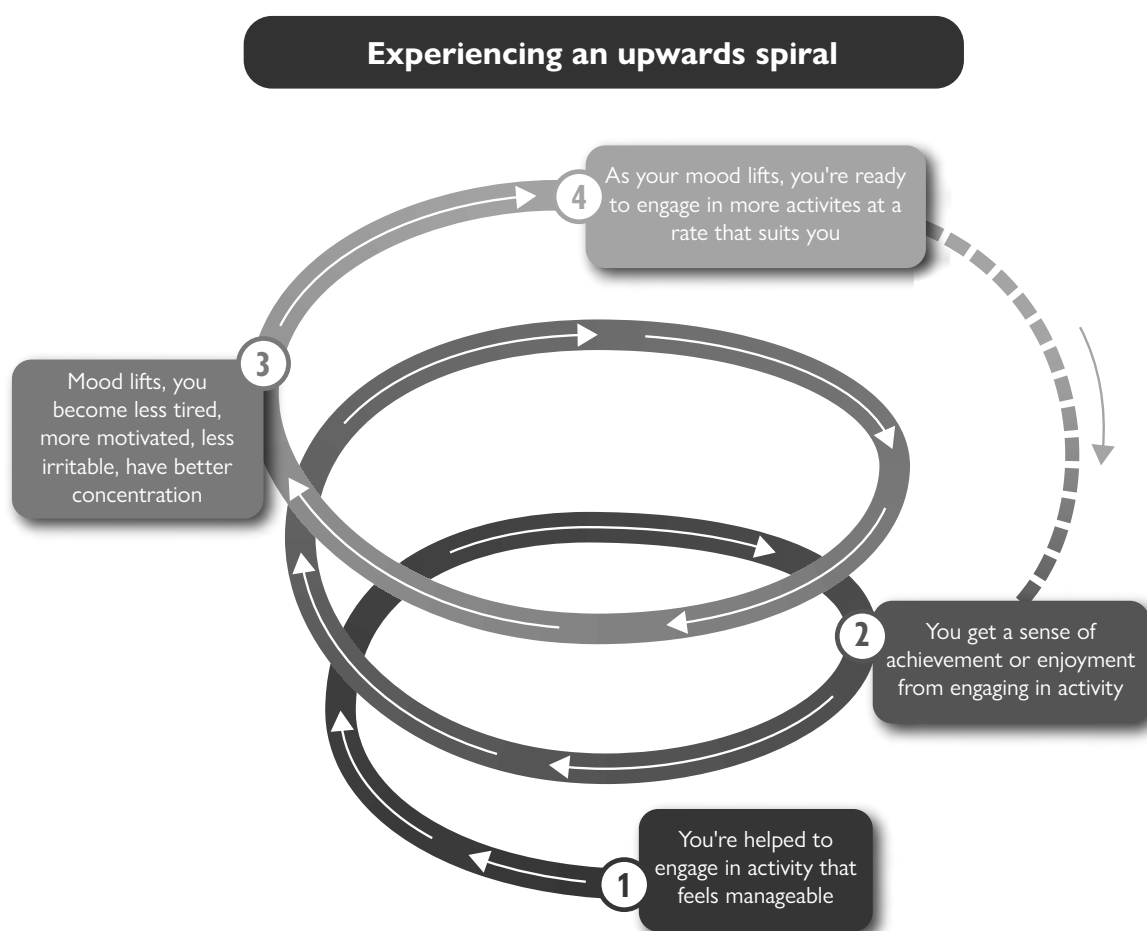 Experiencing an upwards spiral
4
As your mood lifts, you're ready
to engage in more activites at a
rate that suits you
3
Mood lifts, you
become less tired,
more motivated, less
irritable, have better
concentration
2
You get a sense of
achievement or enjoyment
from engaging in activity
1
You're helped to
engage in activity that
feels manageable